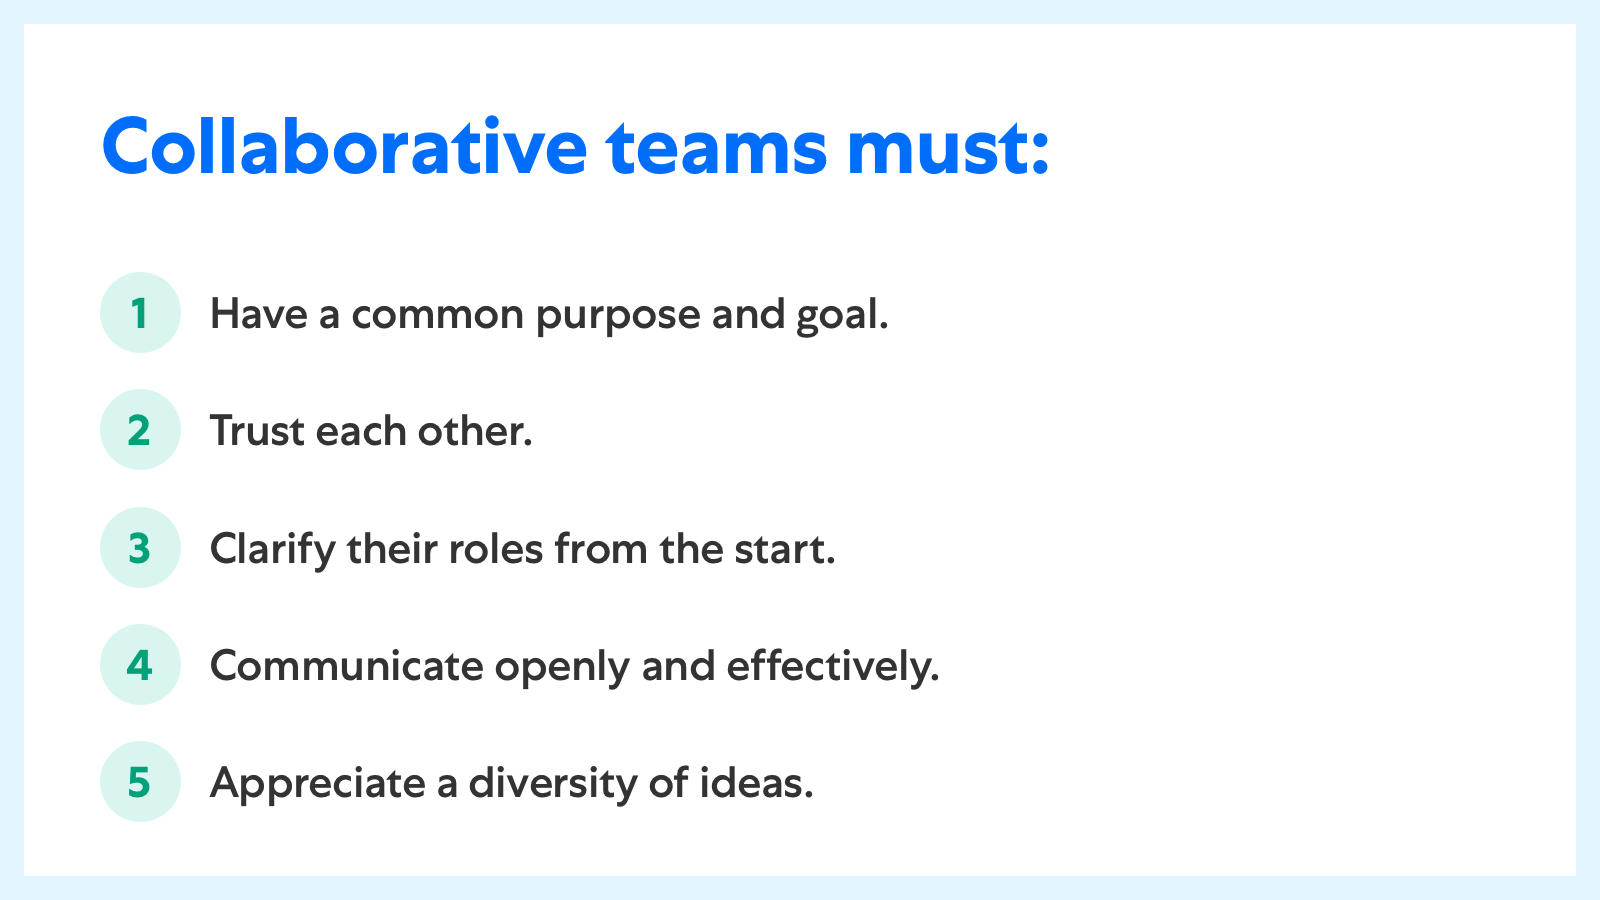 Collaborative teams must:
1 Have a common purpose and goal.
2 Trust each other.
3 Clarify their roles from the start.
4 Communicate openly and effectively.
5 Appreciate a diversity of ideas.